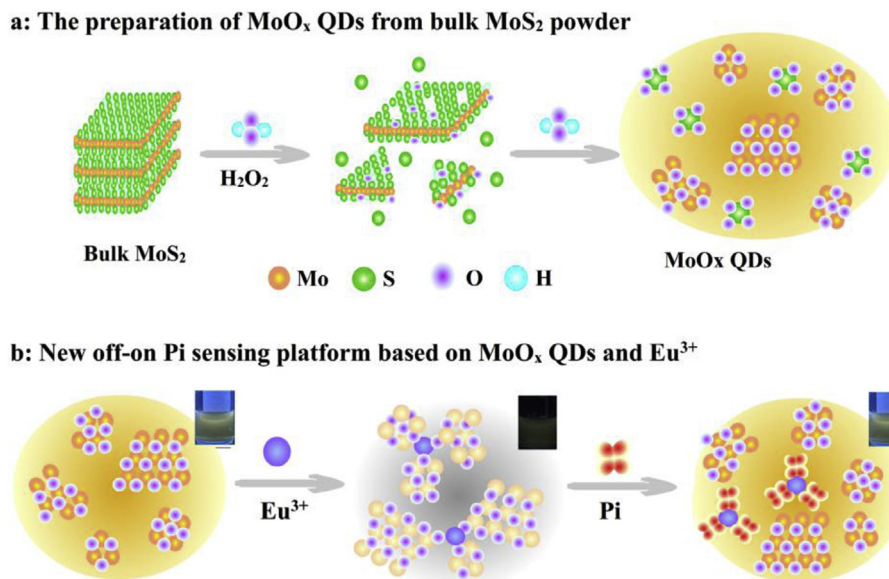 a: The preparation of MoOₓ QDs from bulk MoS₂ powder
H₂O₂
Bulk MoS₂
MoOx QDs
Mo S O H
b: New off-on Pi sensing platform based on MoOₓ QDs and Eu³⁺
Eu³⁺
Pi